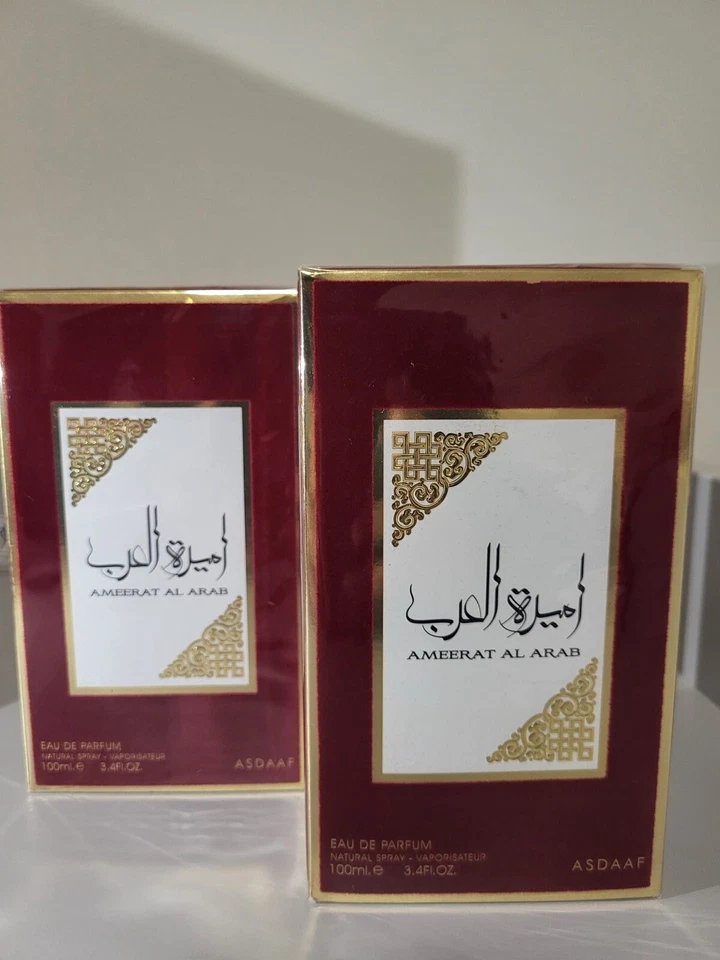 اميرة العرب
AMEERAT AL ARAB
EAU DE PARFUM
NATURAL SPRAY - VAPORISATEUR
100ml.e 3.4Fl.OZ.
ASDAAF
اميرة العرب
AMEERAT AL ARAB
EAU DE PARFUM
NATURAL SPRAY - VAPORISATEUR
100ml.e 3.4Fl.OZ.
ASDAAF